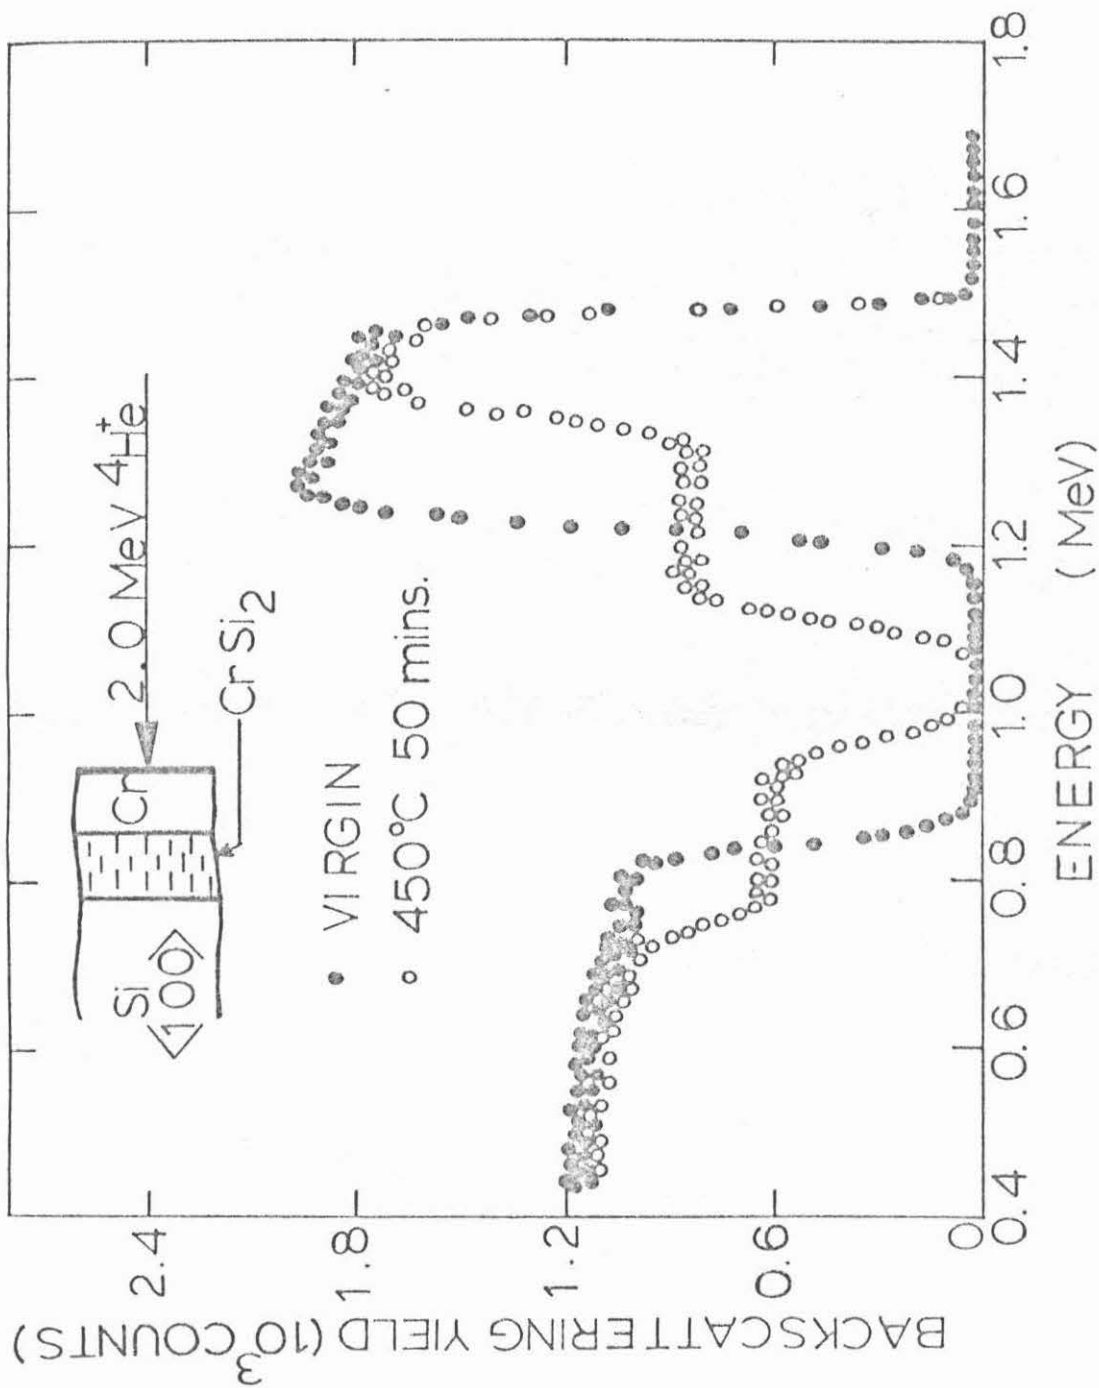 BACKSCATTERING YIELD (10³ COUNTS)
2.4
1.8
1.2
0.6
0
0.4
0.6
0.8
1.0
1.2
1.4
1.6
1.8
ENERGY (MeV)
2.0 MeV ⁴He⁺
Si
<100>
Cr
CrSi₂
● VIRGIN
○ 450°C 50 mins.